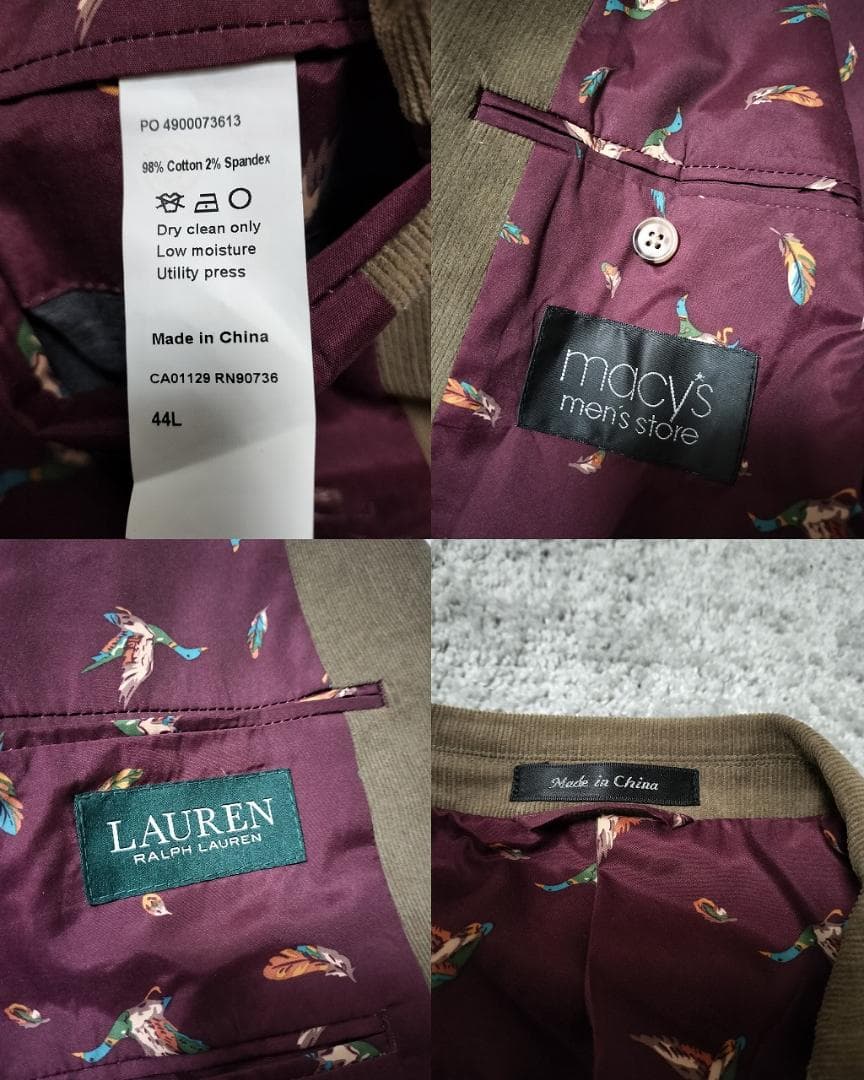 PO 4900073613
98% Cotton 2% Spandex
Dry clean only
Low moisture
Utility press
Made in China
CA01129 RN90736
44L
macy's
men's store
LAUREN
RALPH LAUREN
Made in China